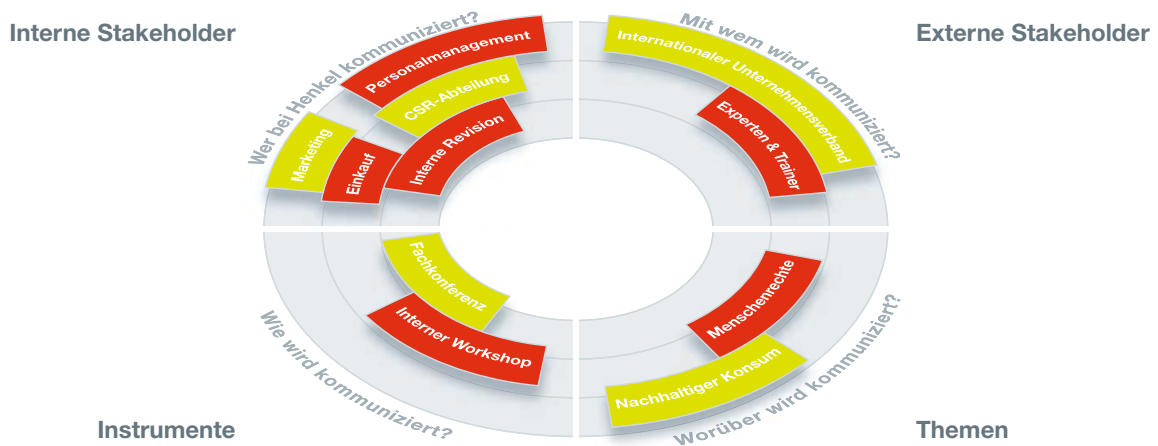 Interne Stakeholder
Externe Stakeholder
Wer bei Henkel kommuniziert?
Personalmanagement
CSR-Abteilung
Interne Revision
Marketing
Einkauf
Mit wem wird kommuniziert?
Internationaler Unternehmensverband
Experten & Trainer
Wie wird kommuniziert?
Fachkonferenz
Interner Workshop
Worüber wird kommuniziert?
Menschenrechte
Nachhaltiger Konsum
Instrumente
Themen